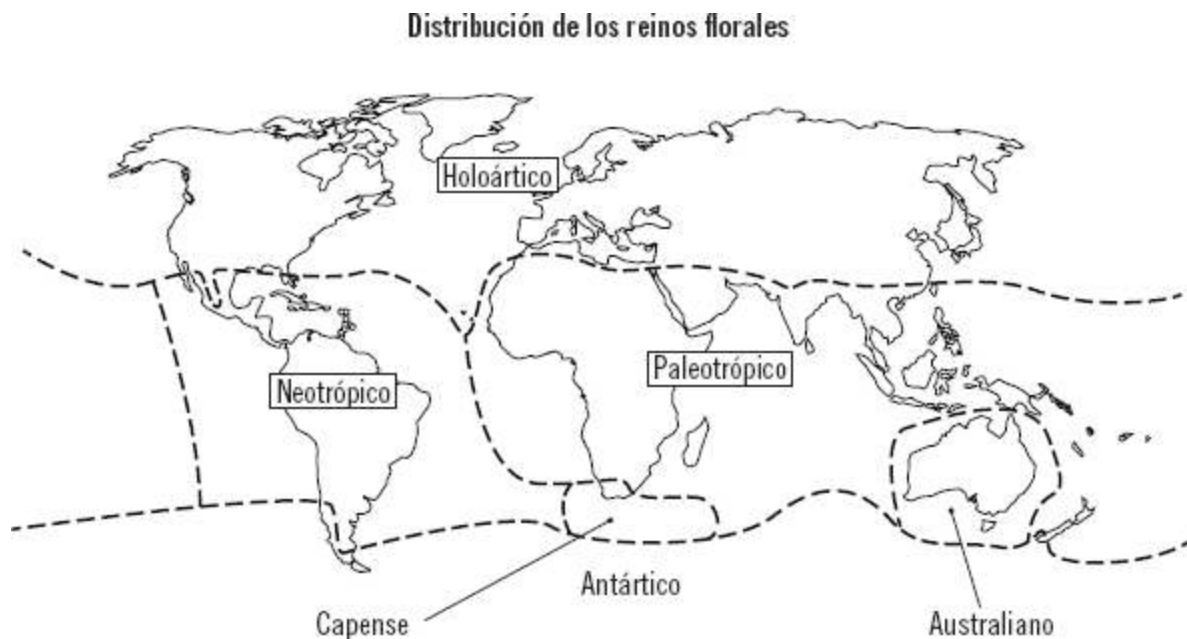 Distribución de los reinos florales
Holoártico
Paleotrópico
Neotrópico
Antártico
Capense
Australiano